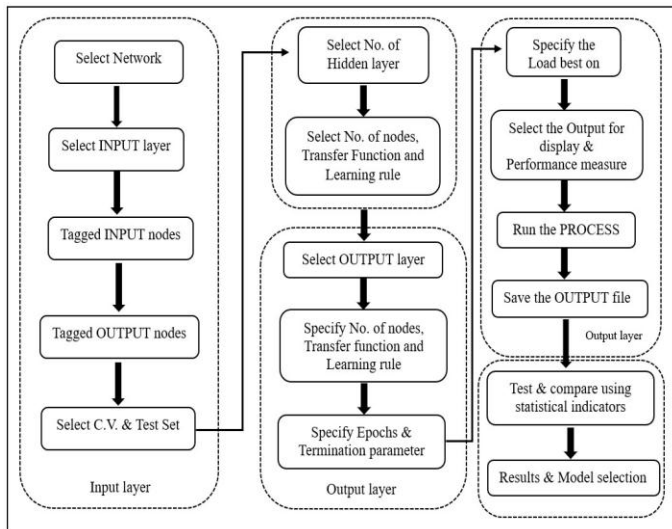 Select Network
Select INPUT layer
Tagged INPUT nodes
Tagged OUTPUT nodes
Select C.V. & Test Set
Input layer
Select No. of
Hidden layer
Select No. of nodes,
Transfer Function and
Learning rule
Select OUTPUT layer
Specify No. of nodes,
Transfer function and
Learning rule
Specify Epochs &
Termination parameter
Output layer
Specify the
Load best on
Select the Output for
display &
Performance measure
Run the PROCESS
Save the OUTPUT file
Output layer
Test & compare using
statistical indicators
Results & Model selection